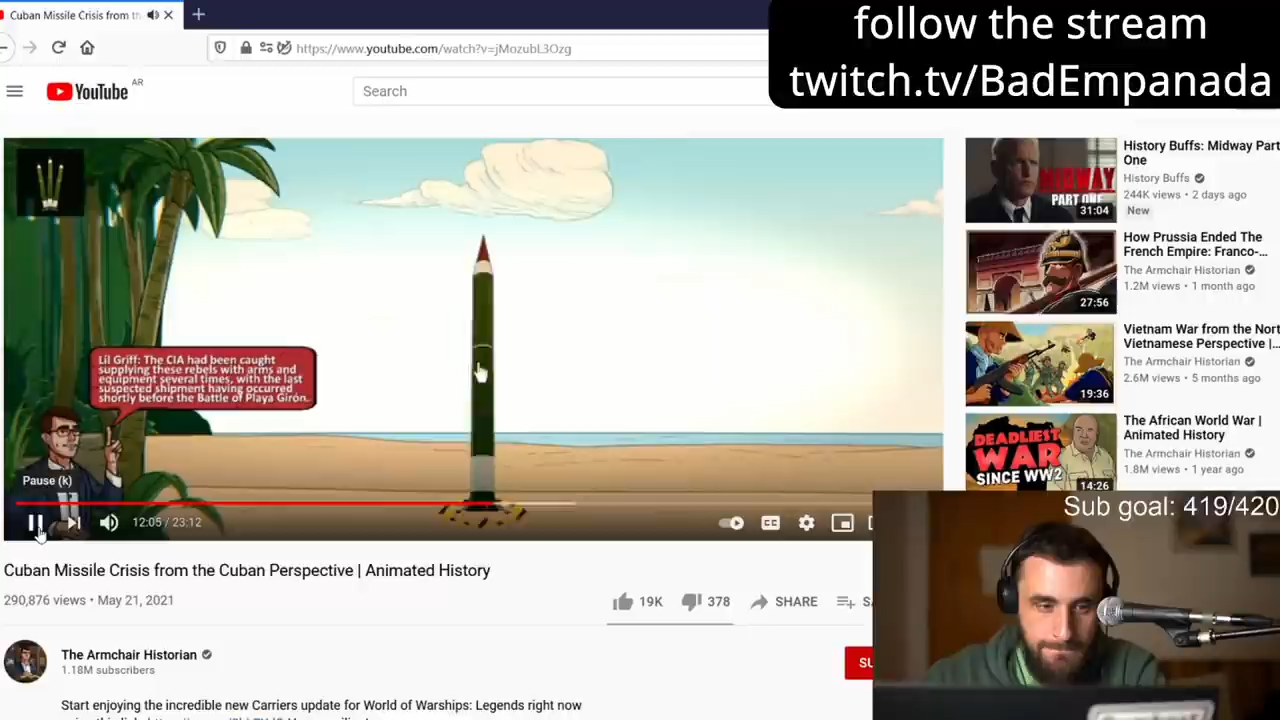 Cuban Missile Crisis from th
follow the stream
twitch.tv/BadEmpanada
https://www.youtube.com/watch?v=jMozubL3Ozg
YouTube AR
Search
Lil Griff: The CIA had been caught
supplying these rebels with arms and
equipment several times, with the last
suspected shipment having occurred
shortly before the Battle of Playa Girón.
Pause (k)
12:05 / 23:12
CC
Cuban Missile Crisis from the Cuban Perspective | Animated History
290,876 views • May 21, 2021
19K
378
SHARE
The Armchair Historian
1.18M subscribers
SU
Start enjoying the incredible new Carriers update for World of Warships: Legends right now
MIDWAY
PART ONE
31:04
History Buffs: Midway Part
One
History Buffs
244K views • 2 days ago
New
27:56
How Prussia Ended The
French Empire: Franco-...
The Armchair Historian
1.2M views • 1 month ago
19:36
Vietnam War from the Nort
Vietnamese Perspective |...
The Armchair Historian
2.6M views • 5 months ago
DEADLIEST
WAR
SINCE WW2
14:26
The African World War |
Animated History
The Armchair Historian
1.8M views • 1 year ago
Sub goal: 419/420